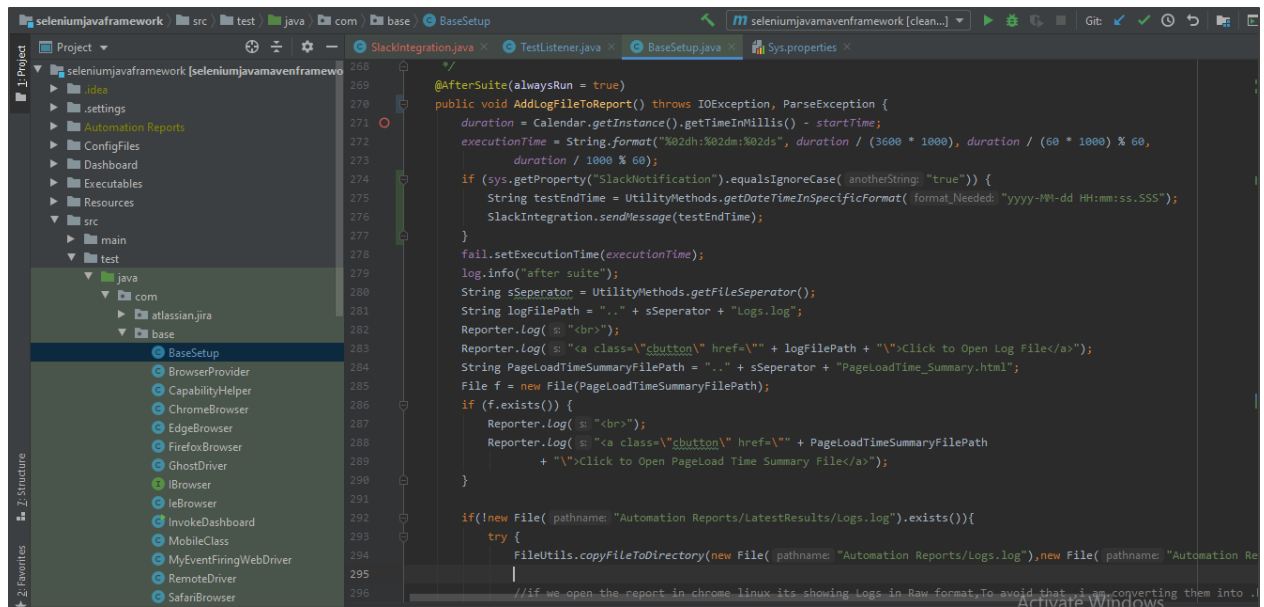 seleniumjavaframework src test java com base BaseSetup
seleniumjavamavenframework [clean...]
Git:
1: Project
Project
SlackIntegration.java
TestListener.java
BaseSetup.java
Sys.properties
seleniumjavaframework [seleniumjavamavenframewo
.idea
.settings
Automation Reports
ConfigFiles
Dashboard
Executables
Resources
src
main
test
java
com
atlassian.jira
base
BaseSetup
BrowserProvider
CapabilityHelper
ChromeBrowser
EdgeBrowser
FirefoxBrowser
GhostDriver
IBrowser
IeBrowser
InvokeDashboard
MobileClass
MyEventFiringWebDriver
RemoteDriver
SafariBrowser
7: Structure
2: Favorites
268 */
269 @AfterSuite(alwaysRun = true)
270 public void AddLogFileToReport() throws IOException, ParseException {
271 duration = Calendar.getInstance().getTimeInMillis() - startTime;
272 executionTime = String.format("%02dh:%02dm:%02ds", duration / (3600 * 1000), duration / (60 * 1000) % 60,
273 duration / 1000 % 60);
274 if (sys.getProperty("SlackNotification").equalsIgnoreCase( anotherString: "true")) {
275 String testEndTime = UtilityMethods.getDateTimeInSpecificFormat( format_Needed: "yyyy-MM-dd HH:mm:ss.SSS");
276 SlackIntegration.sendMessage(testEndTime);
277 }
278 fail.setExecutionTime(executionTime);
279 log.info("after suite");
280 String sSeperator = UtilityMethods.getFileSeperator();
281 String logFilePath = ".." + sSeperator + "Logs.log";
282 Reporter.log( s: "<br>");
283 Reporter.log( s: "<a class=\"cbutton\" href=\"" + logFilePath + "\">Click to Open Log File</a>");
284 String PageLoadTimeSummaryFilePath = ".." + sSeperator + "PageLoadTime_Summary.html";
285 File f = new File(PageLoadTimeSummaryFilePath);
286 if (f.exists()) {
287 Reporter.log( s: "<br>");
288 Reporter.log( s: "<a class=\"cbutton\" href=\"" + PageLoadTimeSummaryFilePath
289 + "\">Click to Open PageLoad Time Summary File</a>");
290 }
291
292 if(!new File( pathname: "Automation Reports/LatestResults/Logs.log").exists()){
293 try {
294 FileUtils.copyFileToDirectory(new File( pathname: "Automation Reports/Logs.log"),new File( pathname: "Automation Re
295
296 //if we open the report in chrome linux its showing Logs in Raw format,To avoid that ,i am converting them into .
Activate Windows